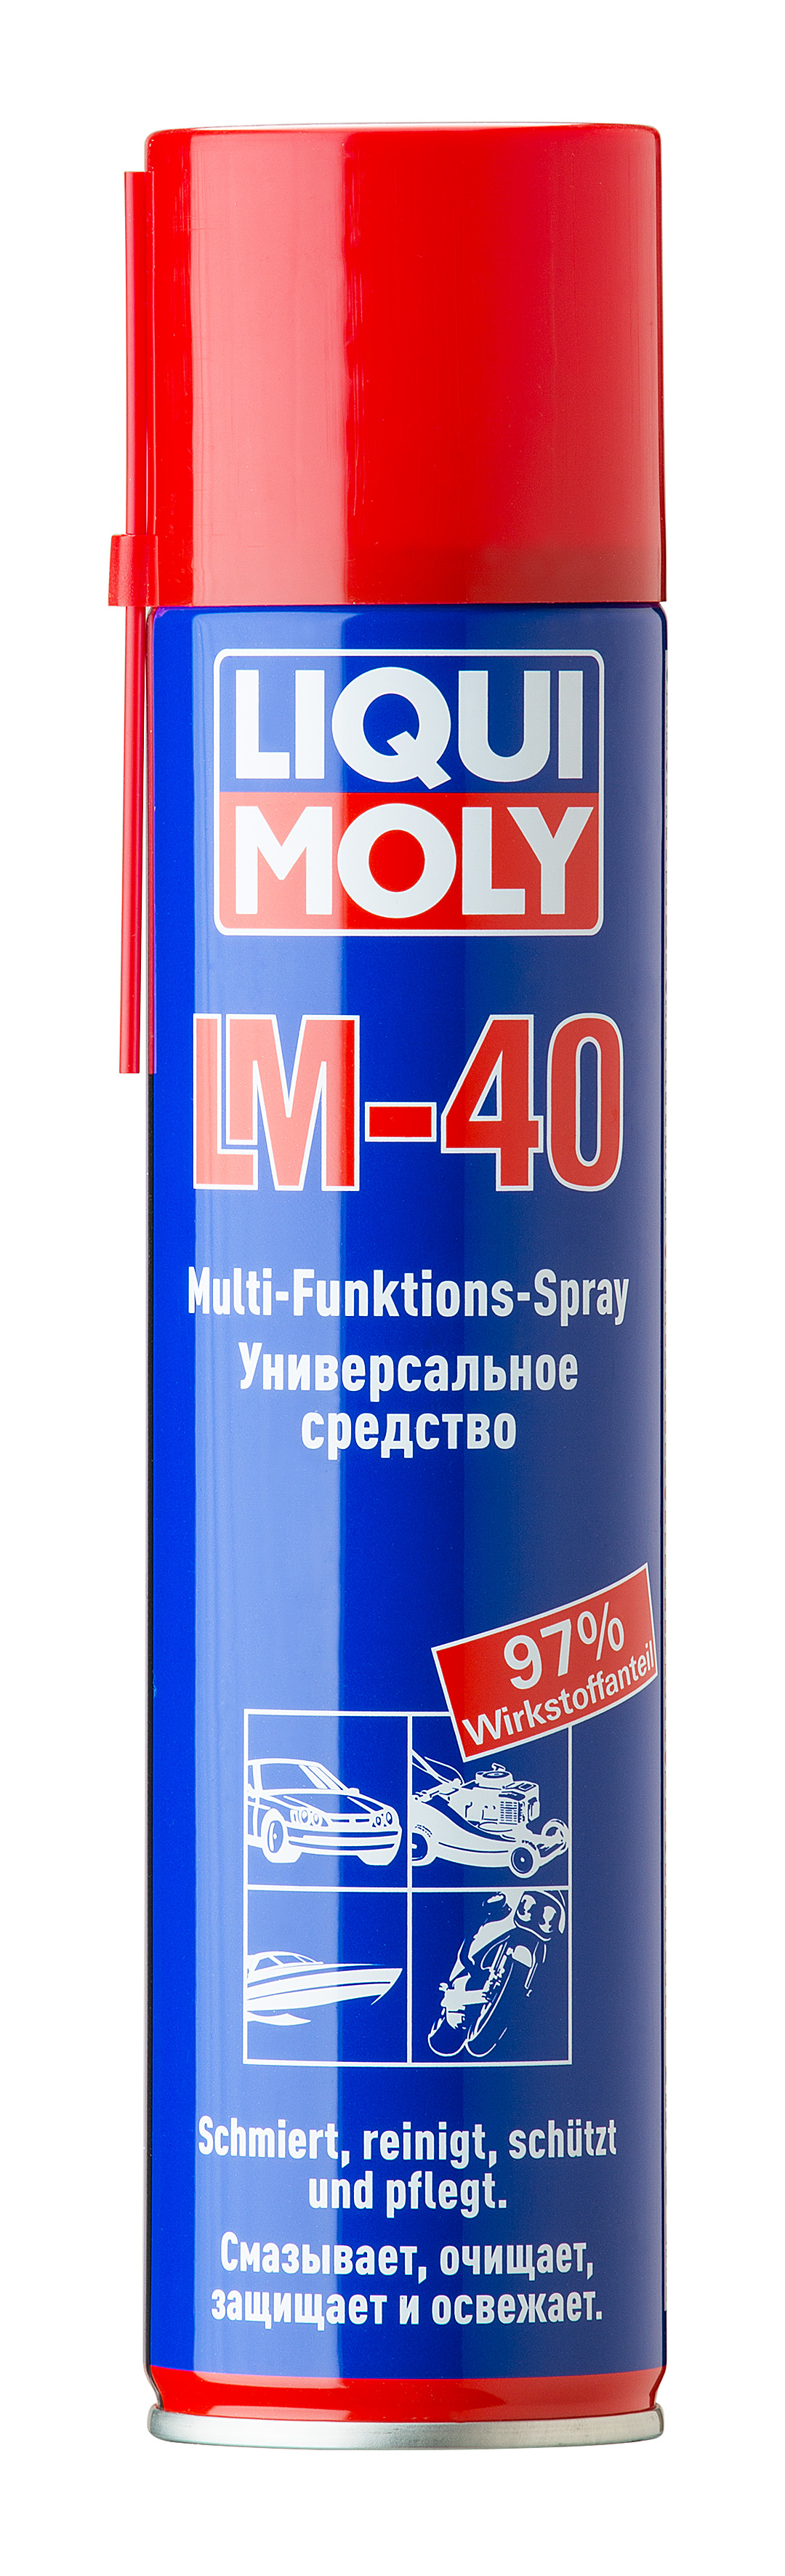 LIQUI
MOLY
LM-40
Multi-Funktions-Spray
Универсальное
средство
97%
Wirkstoffanteil
Schmiert, reinigt, schützt
und pflegt.
Смазывает, очищает,
защищает и освежает.